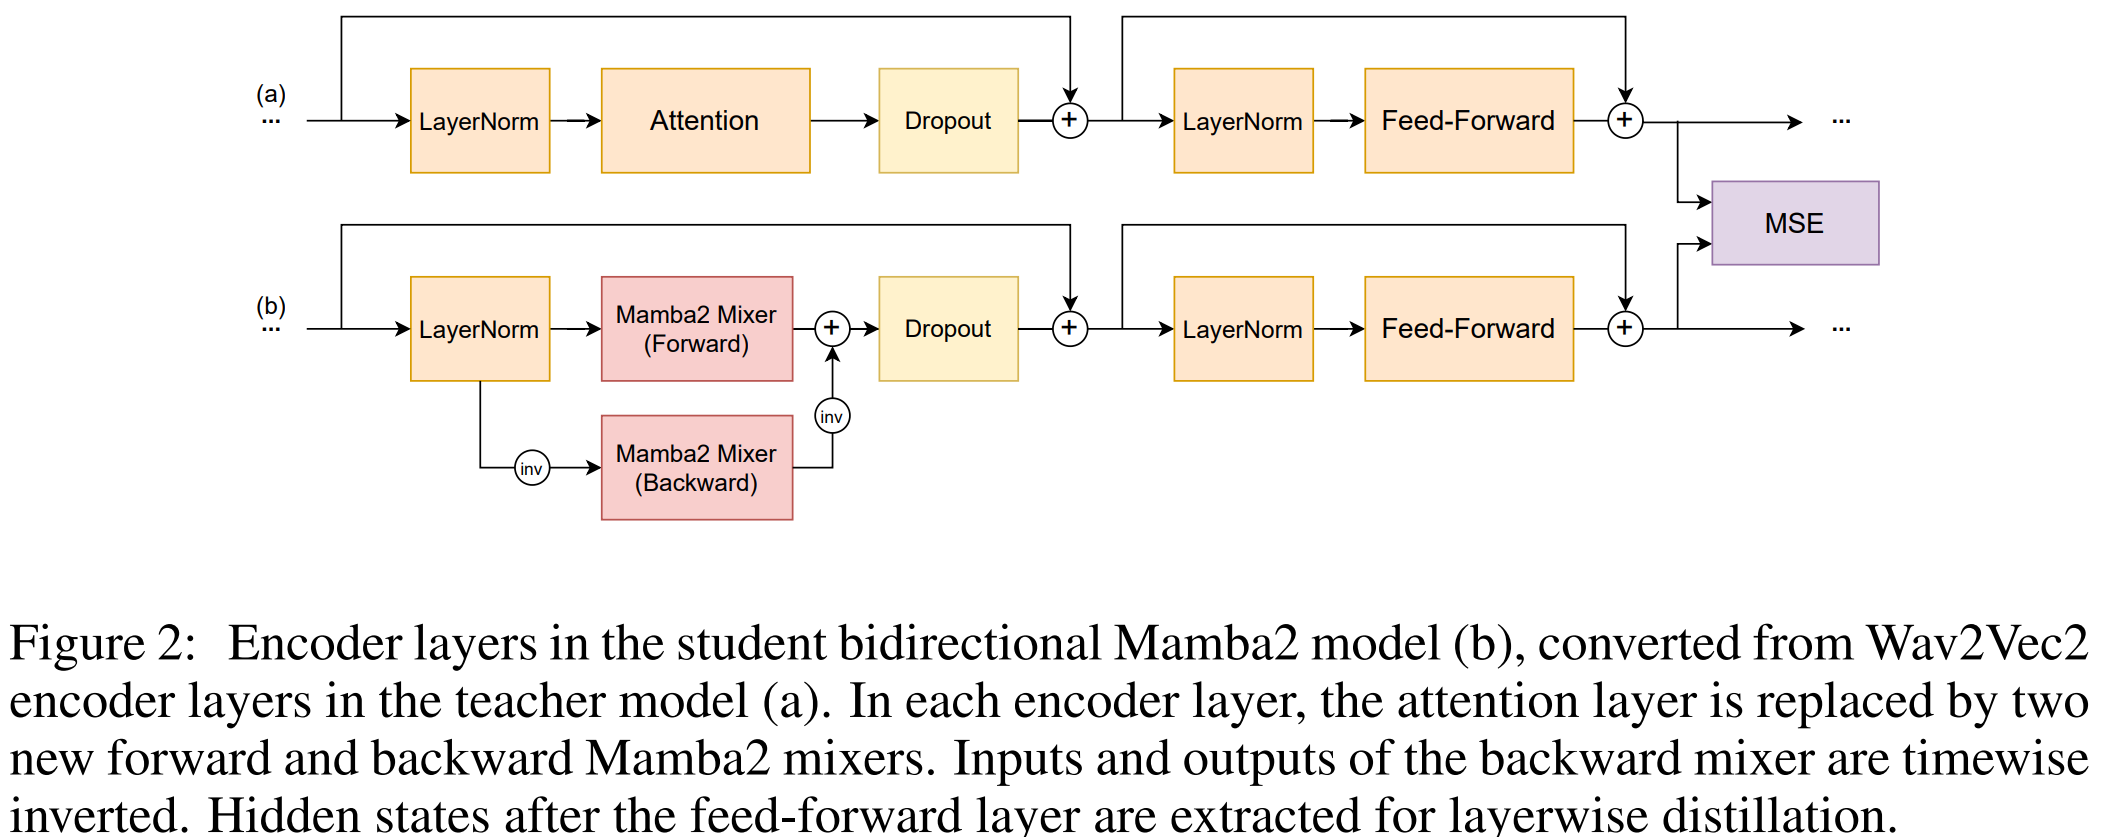 (a)
...
LayerNorm
Attention
Dropout
+
LayerNorm
Feed-Forward
+
...
MSE
(b)
...
LayerNorm
Mamba2 Mixer
(Forward)
+
Dropout
+
LayerNorm
Feed-Forward
+
...
inv
Mamba2 Mixer
(Backward)
inv
Figure 2: Encoder layers in the student bidirectional Mamba2 model (b), converted from Wav2Vec2
encoder layers in the teacher model (a). In each encoder layer, the attention layer is replaced by two
new forward and backward Mamba2 mixers. Inputs and outputs of the backward mixer are timewise
inverted. Hidden states after the feed-forward layer are extracted for layerwise distillation.